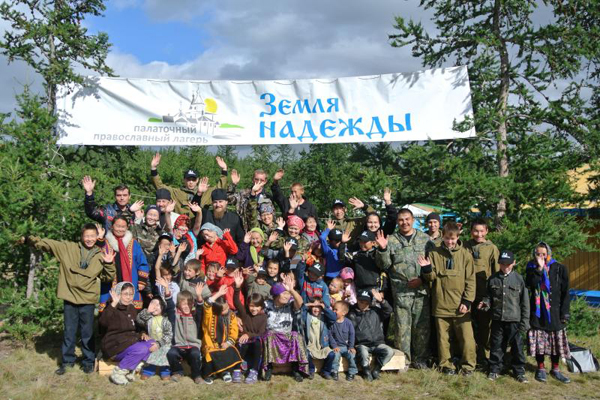 Земля
НАДЕЖДЫ
палаточный
православный лагерь